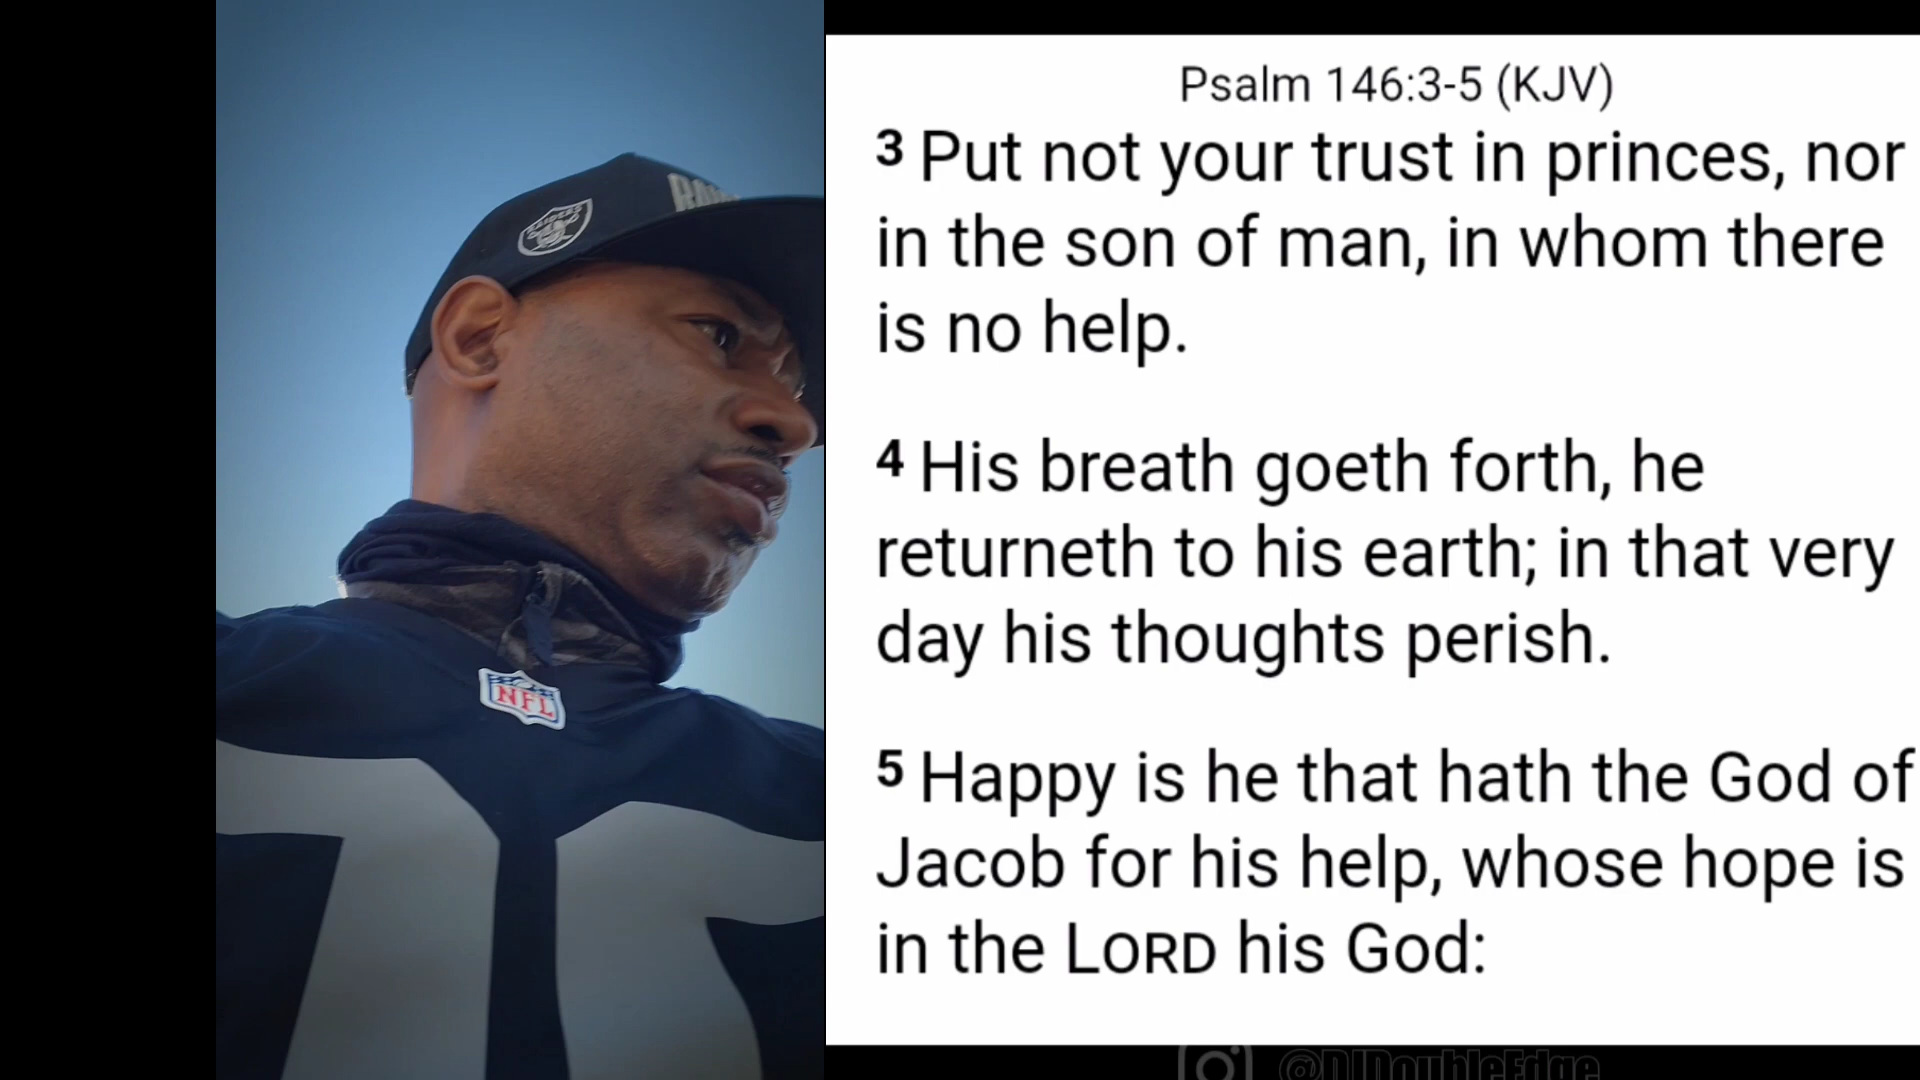 RAIDERS
NFL
Psalm 146:3-5 (KJV)
3 Put not your trust in princes, nor
in the son of man, in whom there
is no help.
4 His breath goeth forth, he
returneth to his earth; in that very
day his thoughts perish.
5 Happy is he that hath the God of
Jacob for his help, whose hope is
in the LORD his God:
@DJDoubleEdge